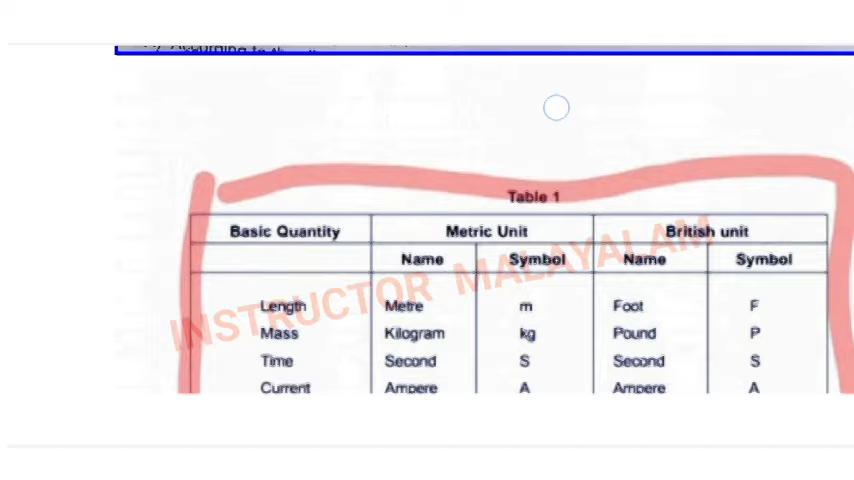 Table 1
Basic Quantity Metric Unit British unit
Name Symbol Name Symbol
Length Metre m Foot F
Mass Kilogram kg Pound P
Time Second S Second S
Current Ampere A Ampere A
INSTRUCTOR MALAYALAM